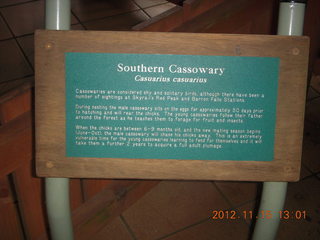 Southern Cassowary
Casuarius casuarius
Cassowaries are considered shy and solitary birds, although there have been a
number of sightings at Skyrail's Red Peak and Barron Falls Stations.
During nesting the male cassowary sits on the eggs for approximately 50 days prior
to hatching and will rear the chicks. The young cassowaries follow their father
around the forest as he teaches them to forage for fruit and insects.
When the chicks are between 6-9 months old, and the new mating season begins
(June-Oct), the male cassowary will chase his chicks away. This is an extremely
vulnerable time for the young cassowaries learning to fend for themselves and it will
take them a further 2 years to acquire a full adult plumage.
2012.11. 13:01